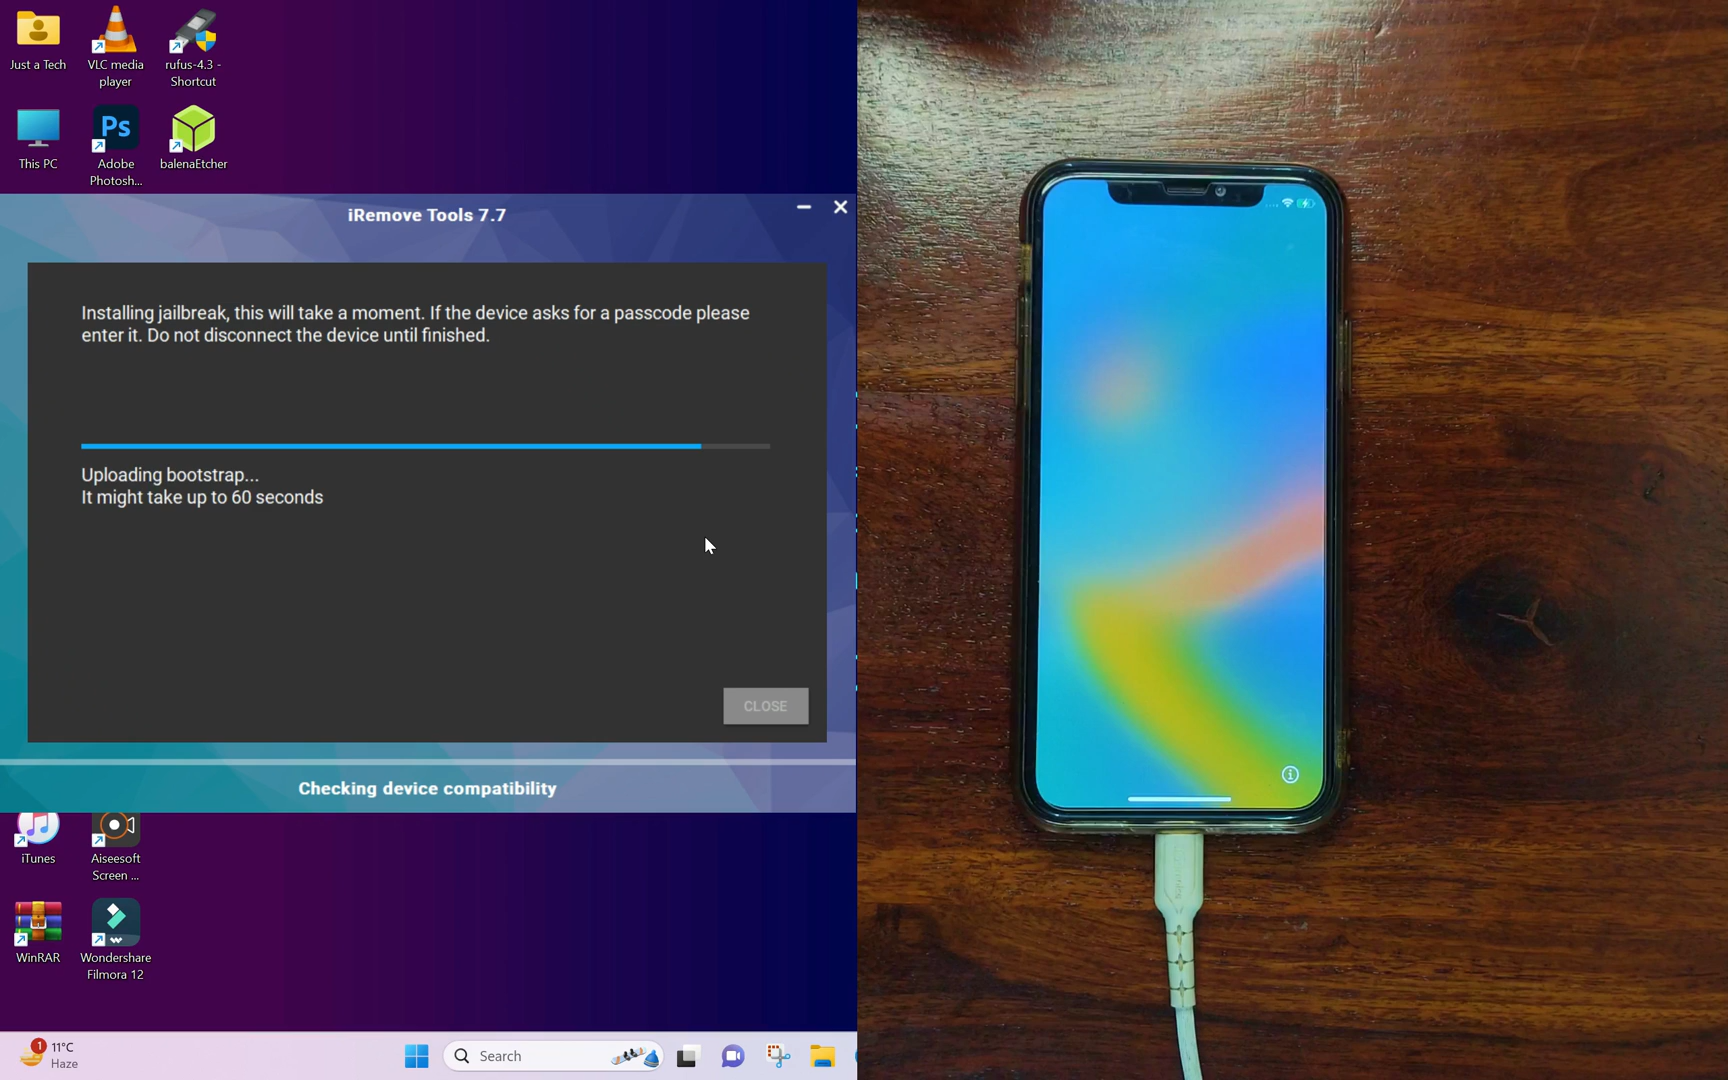 Just a Tech
VLC media
player
rufus-4.3 -
Shortcut
Ps
This PC
Adobe
Photosh...
balenaEtcher
iRemove Tools 7.7
Installing jailbreak, this will take a moment. If the device asks for a passcode please
enter it. Do not disconnect the device until finished.
Uploading bootstrap...
It might take up to 60 seconds
CLOSE
Checking device compatibility
iTunes
Aiseesoft
Screen ...
WinRAR
Wondershare
Filmora 12
1
11°C
Haze
Search